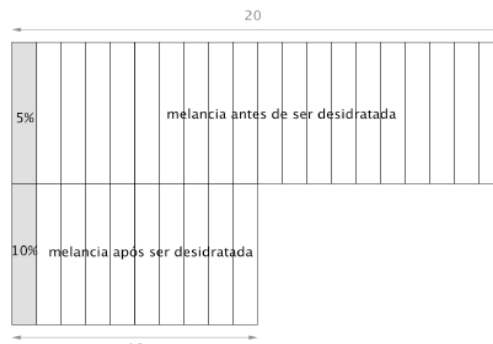 20
5%
melancia antes de ser desidratada
10%
melancia após ser desidratada